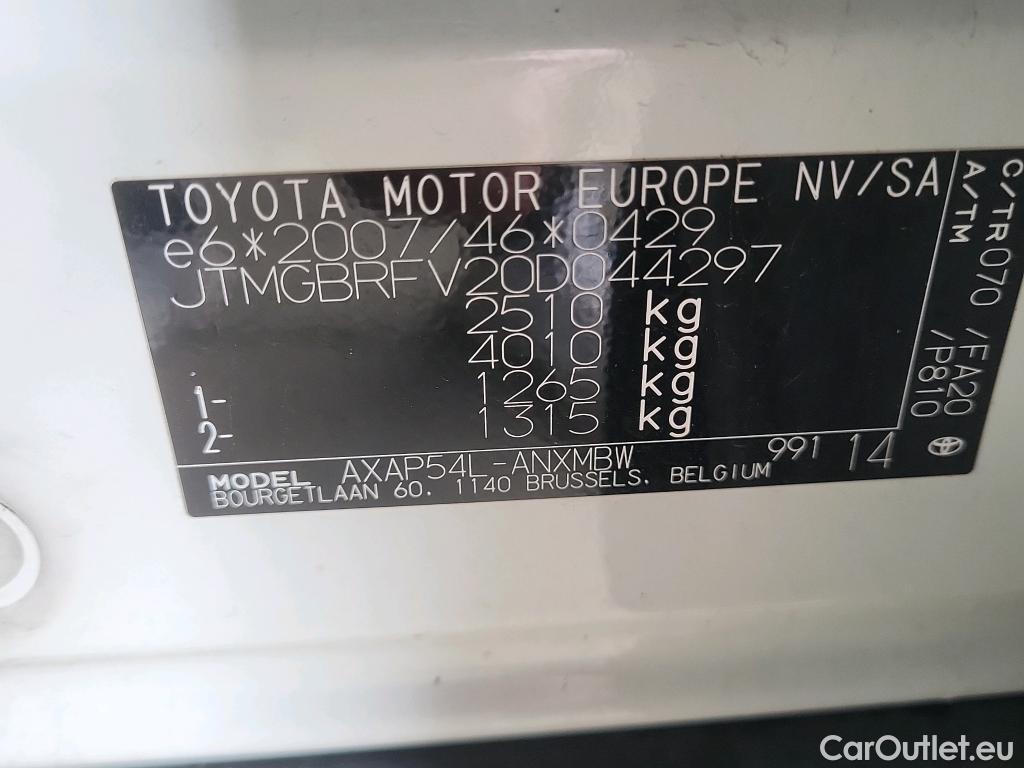 TOYOTA MOTOR EUROPE NV/SA
e6*2007/46*0429
JTMGBRFV20D044297
2510 kg
4010 kg
1- 1265 kg
2- 1315 kg
MODEL AXAP54L-ANXMBW 991 14
BOURGETLAAN 60. 1140 BRUSSELS. BELGIUM
C/TR070 /FA20
A/TM /P810
CarOutlet.eu